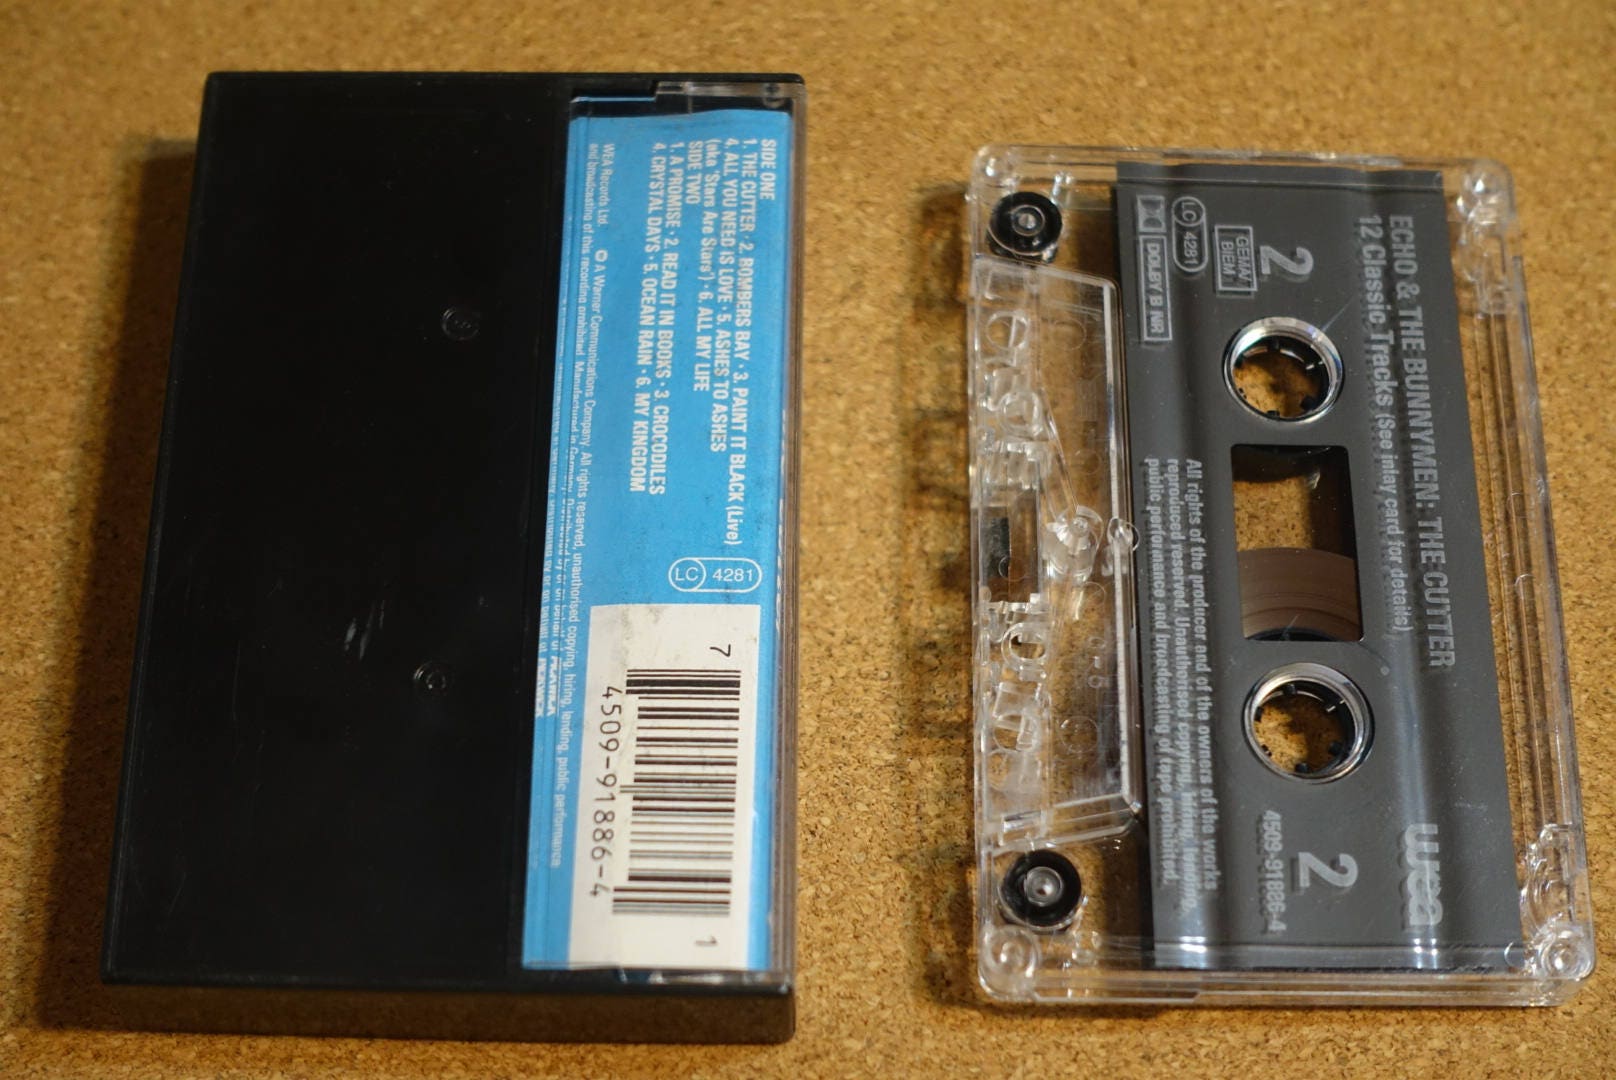 SIDE ONE
1. THE CUTTER · 2. BOMBERS BAY · 3. PAINT IT BLACK (Live)
4. ALL YOU NEED IS LOVE · 5. ASHES TO ASHES
(aka 'Stars Are Stars') · 6. ALL MY LIFE
SIDE TWO
1. A PROMISE · 2. READ IT IN BOOKS · 3. CROCODILES
4. CRYSTAL DAYS · 5. OCEAN RAIN · 6. MY KINGDOM
WEA Records Ltd. A Warner Communications Company. All rights reserved, unauthorised copying, hiring, lending, public performance
and broadcasting of this recording prohibited. Manufactured in Germany.
LC 4281
7 45099-91886-4 1
ECHO & THE BUNNYMEN: THE CUTTER
12 Classic Tracks (See inlay card for details)
wea
2
2
GEMA/
BIEM
LC 4281
DOLBY B NR
4509-91886-4
All rights of the producer and of the owners of the works
reproduced reserved. Unauthorised copying, hiring, lending,
public performance and broadcasting of tape prohibited.